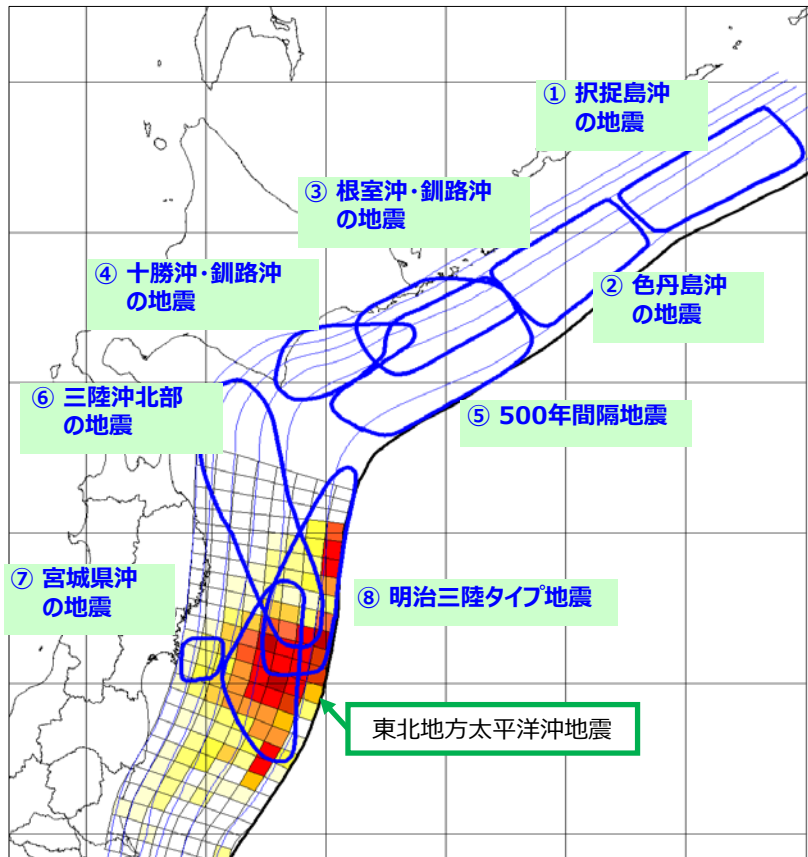 ① 択捉島沖
の地震
③ 根室沖・釧路沖
の地震
④ 十勝沖・釧路沖
の地震
② 色丹島沖
の地震
⑥ 三陸沖北部
の地震
⑤ 500年間隔地震
⑦ 宮城県沖
の地震
⑧ 明治三陸タイプ地震
東北地方太平洋沖地震